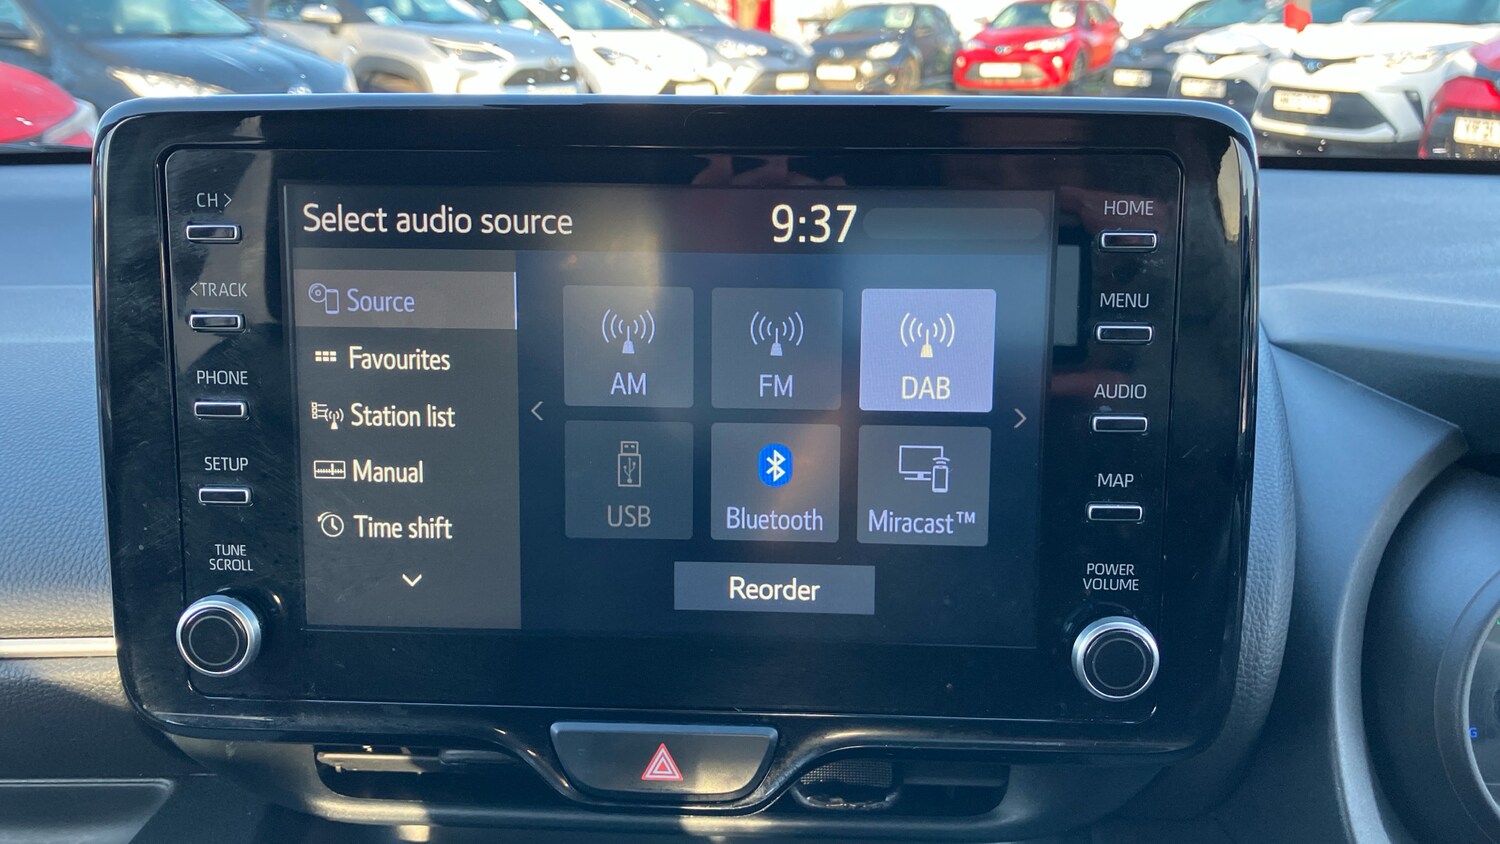 CH >
< TRACK
PHONE
SETUP
TUNE
SCROLL
Select audio source
9:37
Source
Favourites
Station list
Manual
Time shift
AM
FM
DAB
USB
Bluetooth
Miracast™
Reorder
HOME
MENU
AUDIO
MAP
POWER
VOLUME